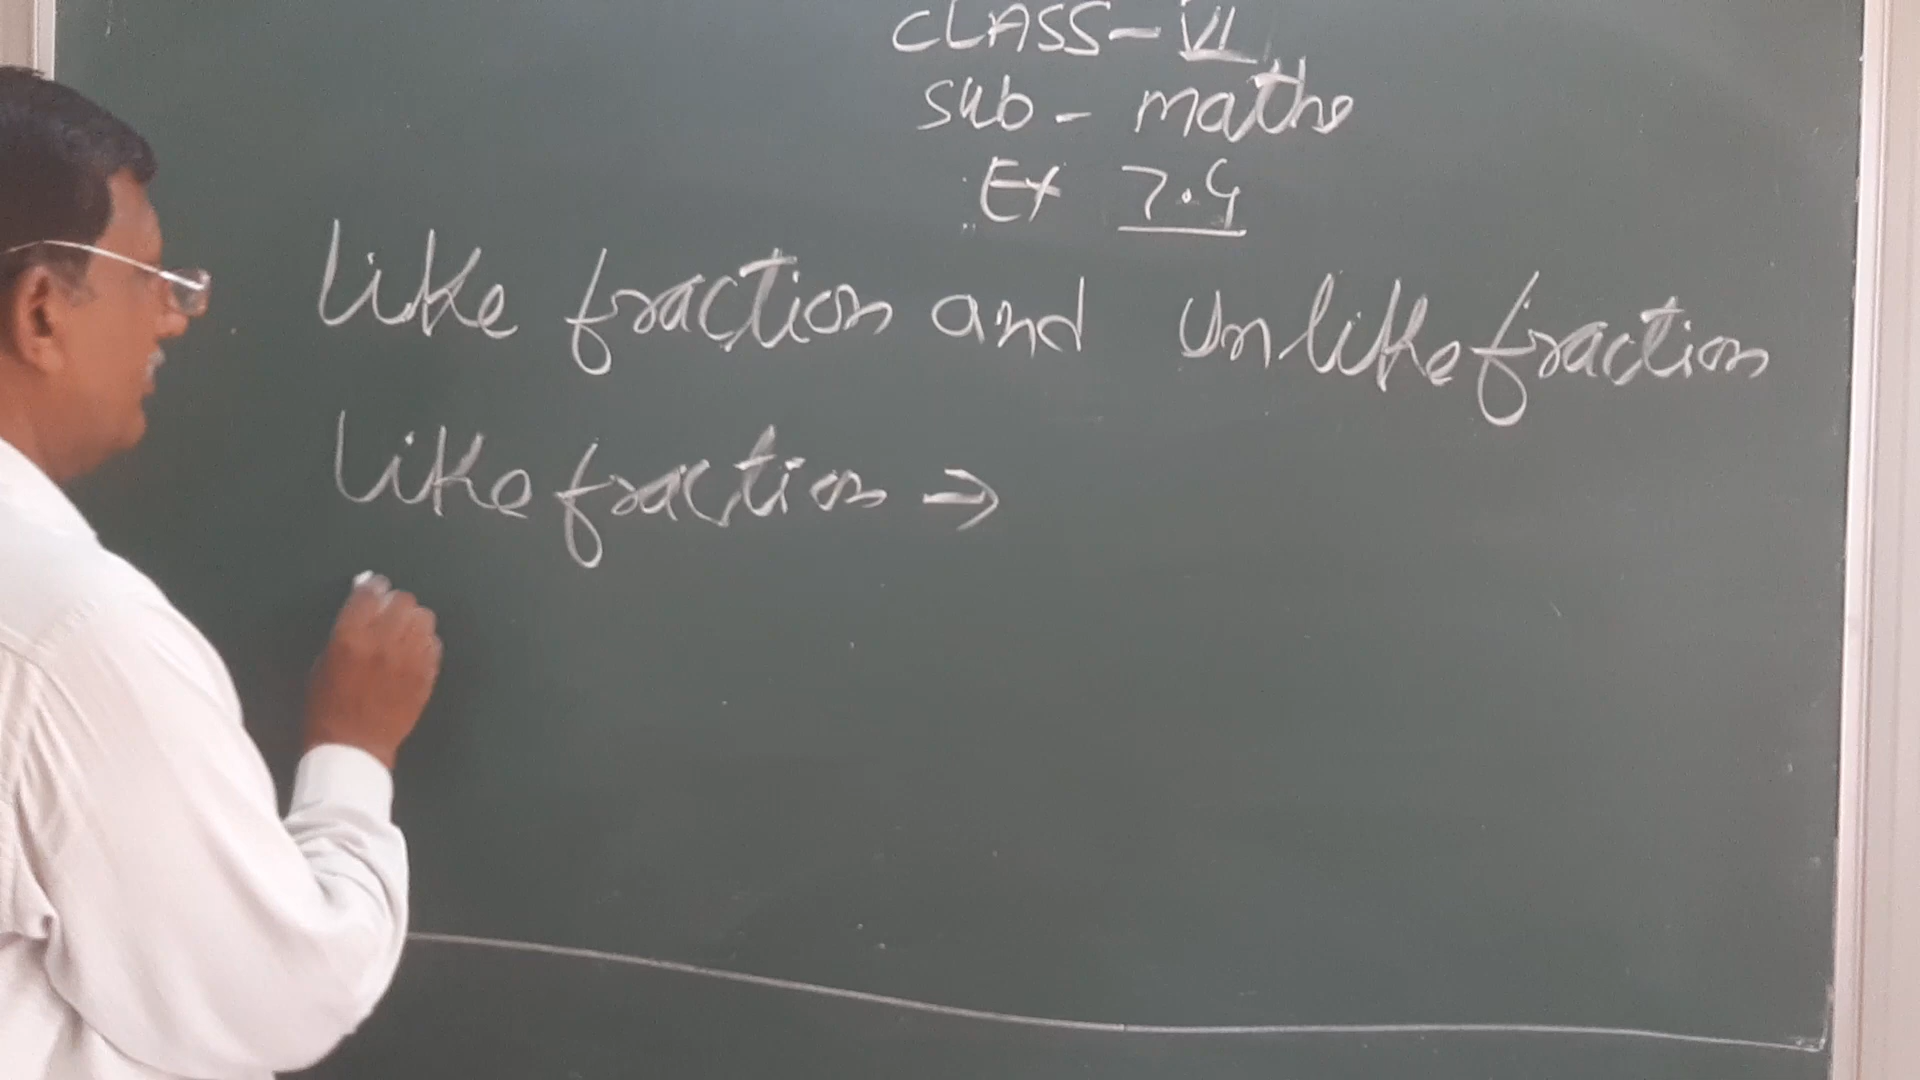 CLASS - VI
Sub - maths
Ex 7.4
Like fraction and Unlike fraction
Like fraction →